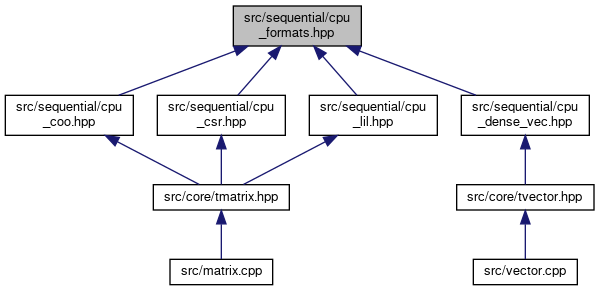 src/sequential/cpu
_formats.hpp
src/sequential/cpu
_coo.hpp
src/sequential/cpu
_csr.hpp
src/sequential/cpu
_lil.hpp
src/sequential/cpu
_dense_vec.hpp
src/core/tmatrix.hpp
src/core/tvector.hpp
src/matrix.cpp
src/vector.cpp